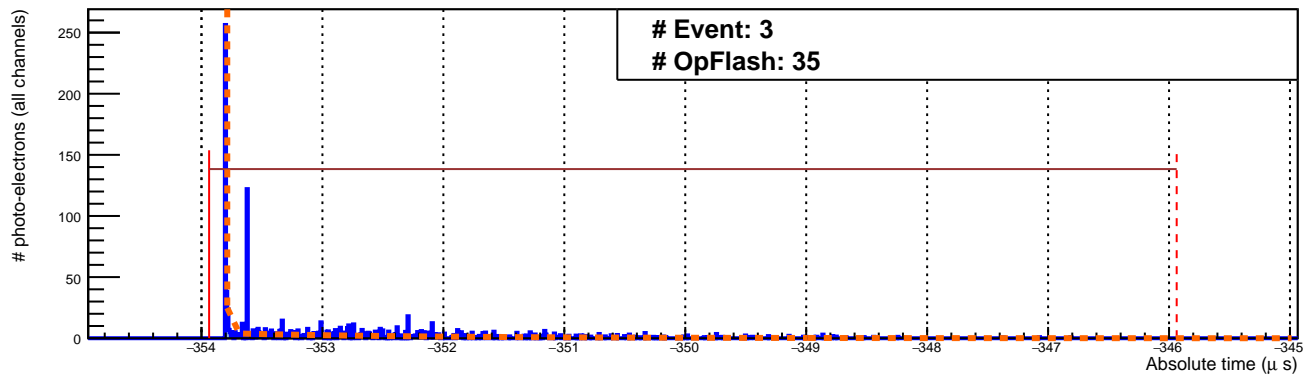 # Event: 3
# OpFlash: 35
# photo-electrons (all channels)
250
200
150
100
50
0
−354 −353 −352 −351 −350 −349 −348 −347 −346 −345
Absolute time (μ s)